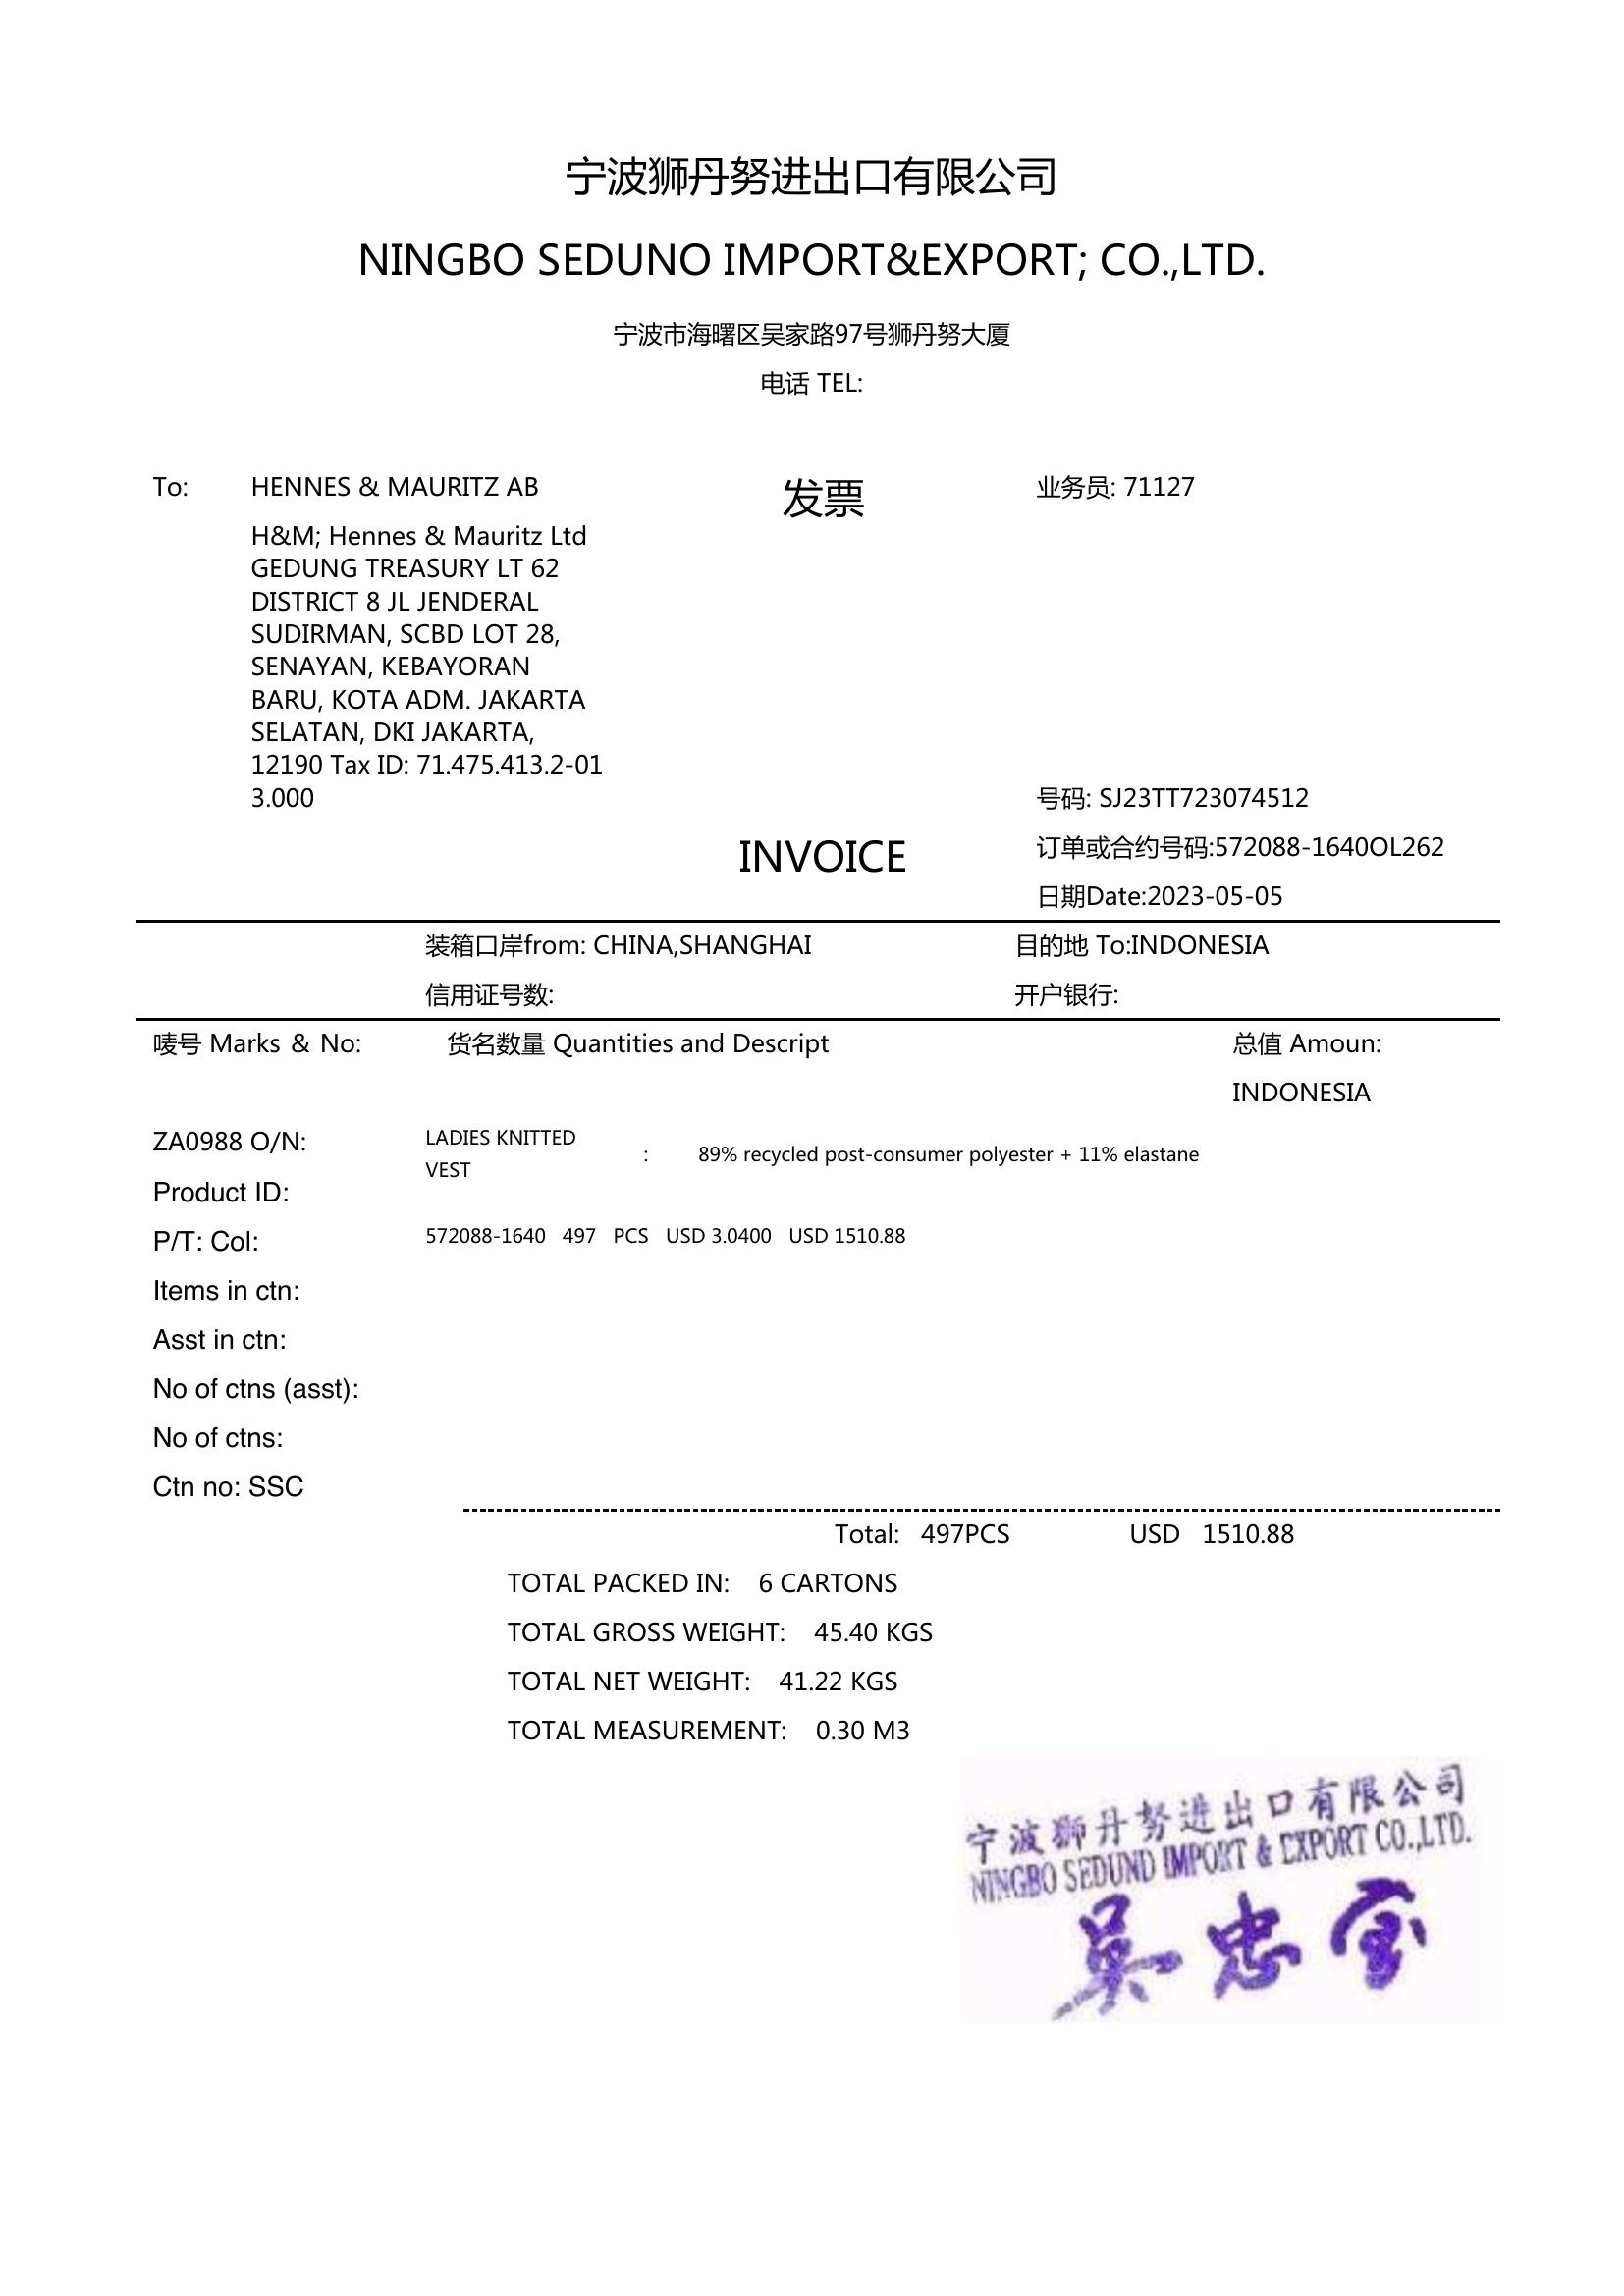 宁波狮丹努进出口有限公司
NINGBO SEDUNO IMPORT&EXPORT; CO.,LTD.
宁波市海曙区吴家路97号狮丹努大厦
电话 TEL:
To: HENNES & MAURITZ AB 发票 业务员: 71127
H&M; Hennes & Mauritz Ltd
GEDUNG TREASURY LT 62
DISTRICT 8 JL JENDERAL
SUDIRMAN, SCBD LOT 28,
SENAYAN, KEBAYORAN
BARU, KOTA ADM. JAKARTA
SELATAN, DKI JAKARTA,
12190 Tax ID: 71.475.413.2-01
3.000 号码: SJ23TT723074512
INVOICE 订单或合约号码:572088-1640OL262
日期Date:2023-05-05
装箱口岸from: CHINA,SHANGHAI 目的地 To:INDONESIA
信用证号数: 开户银行:
唛号 Marks & No: 货名数量 Quantities and Descript 总值 Amoun:
INDONESIA
ZA0988 O/N: LADIES KNITTED
VEST : 89% recycled post-consumer polyester + 11% elastane
Product ID:
P/T: Col: 572088-1640 497 PCS USD 3.0400 USD 1510.88
Items in ctn:
Asst in ctn:
No of ctns (asst):
No of ctns:
Ctn no: SSC
Total: 497PCS USD 1510.88
TOTAL PACKED IN: 6 CARTONS
TOTAL GROSS WEIGHT: 45.40 KGS
TOTAL NET WEIGHT: 41.22 KGS
TOTAL MEASUREMENT: 0.30 M3
宁波狮丹努进出口有限公司
NINGBO SEDUND IMPORT & EXPORT CO.,LTD.
吴忠宝